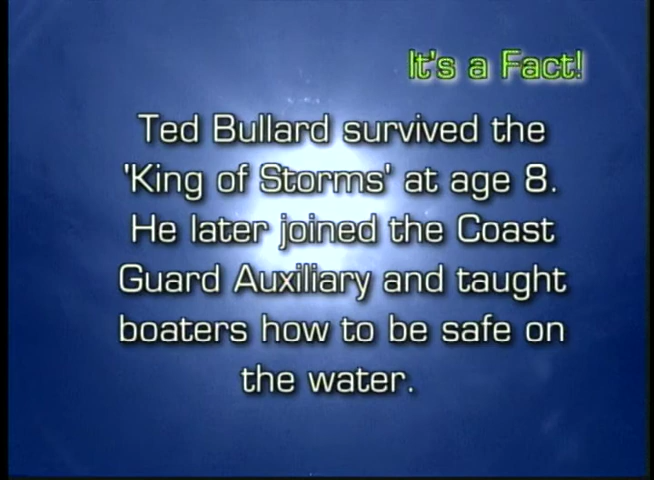 It's a Fact!
Ted Bullard survived the
'King of Storms' at age 8.
He later joined the Coast
Guard Auxiliary and taught
boaters how to be safe on
the water.